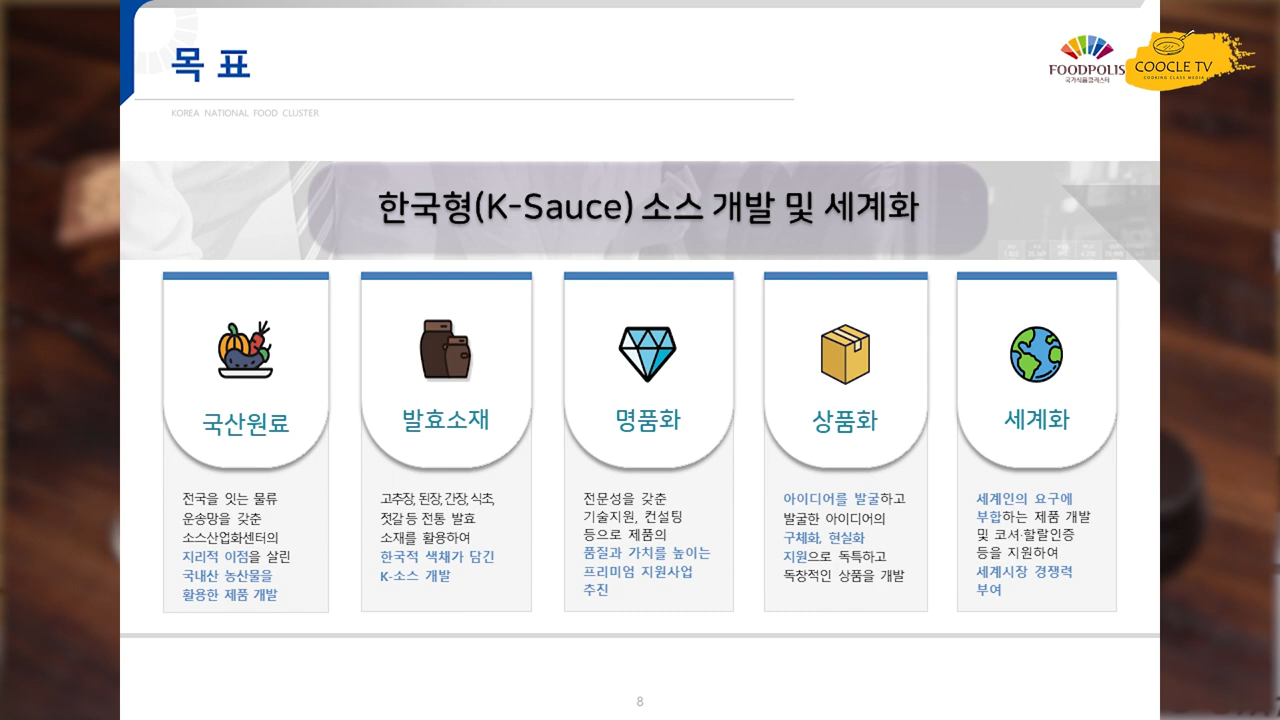 목 표
FOODPOLIS
국가식품클러스터
COOCLE TV
COOKING CLASS MEDIA
KOREA NATIONAL FOOD CLUSTER
한국형(K-Sauce) 소스 개발 및 세계화
국산원료
전국을 잇는 물류
운송망을 갖춘
소스산업화센터의
지리적 이점을 살린
국내산 농산물을
활용한 제품 개발
발효소재
고추장, 된장, 간장, 식초,
젓갈 등 전통 발효
소재를 활용하여
한국적 색채가 담긴
K-소스 개발
명품화
전문성을 갖춘
기술지원, 컨설팅
등으로 제품의
품질과 가치를 높이는
프리미엄 지원사업
추진
상품화
아이디어를 발굴하고
발굴한 아이디어의
구체화, 현실화
지원으로 독특하고
독창적인 상품을 개발
세계화
세계인의 요구에
부합하는 제품 개발
및 코셔·할랄인증
등을 지원하여
세계시장 경쟁력
부여
8